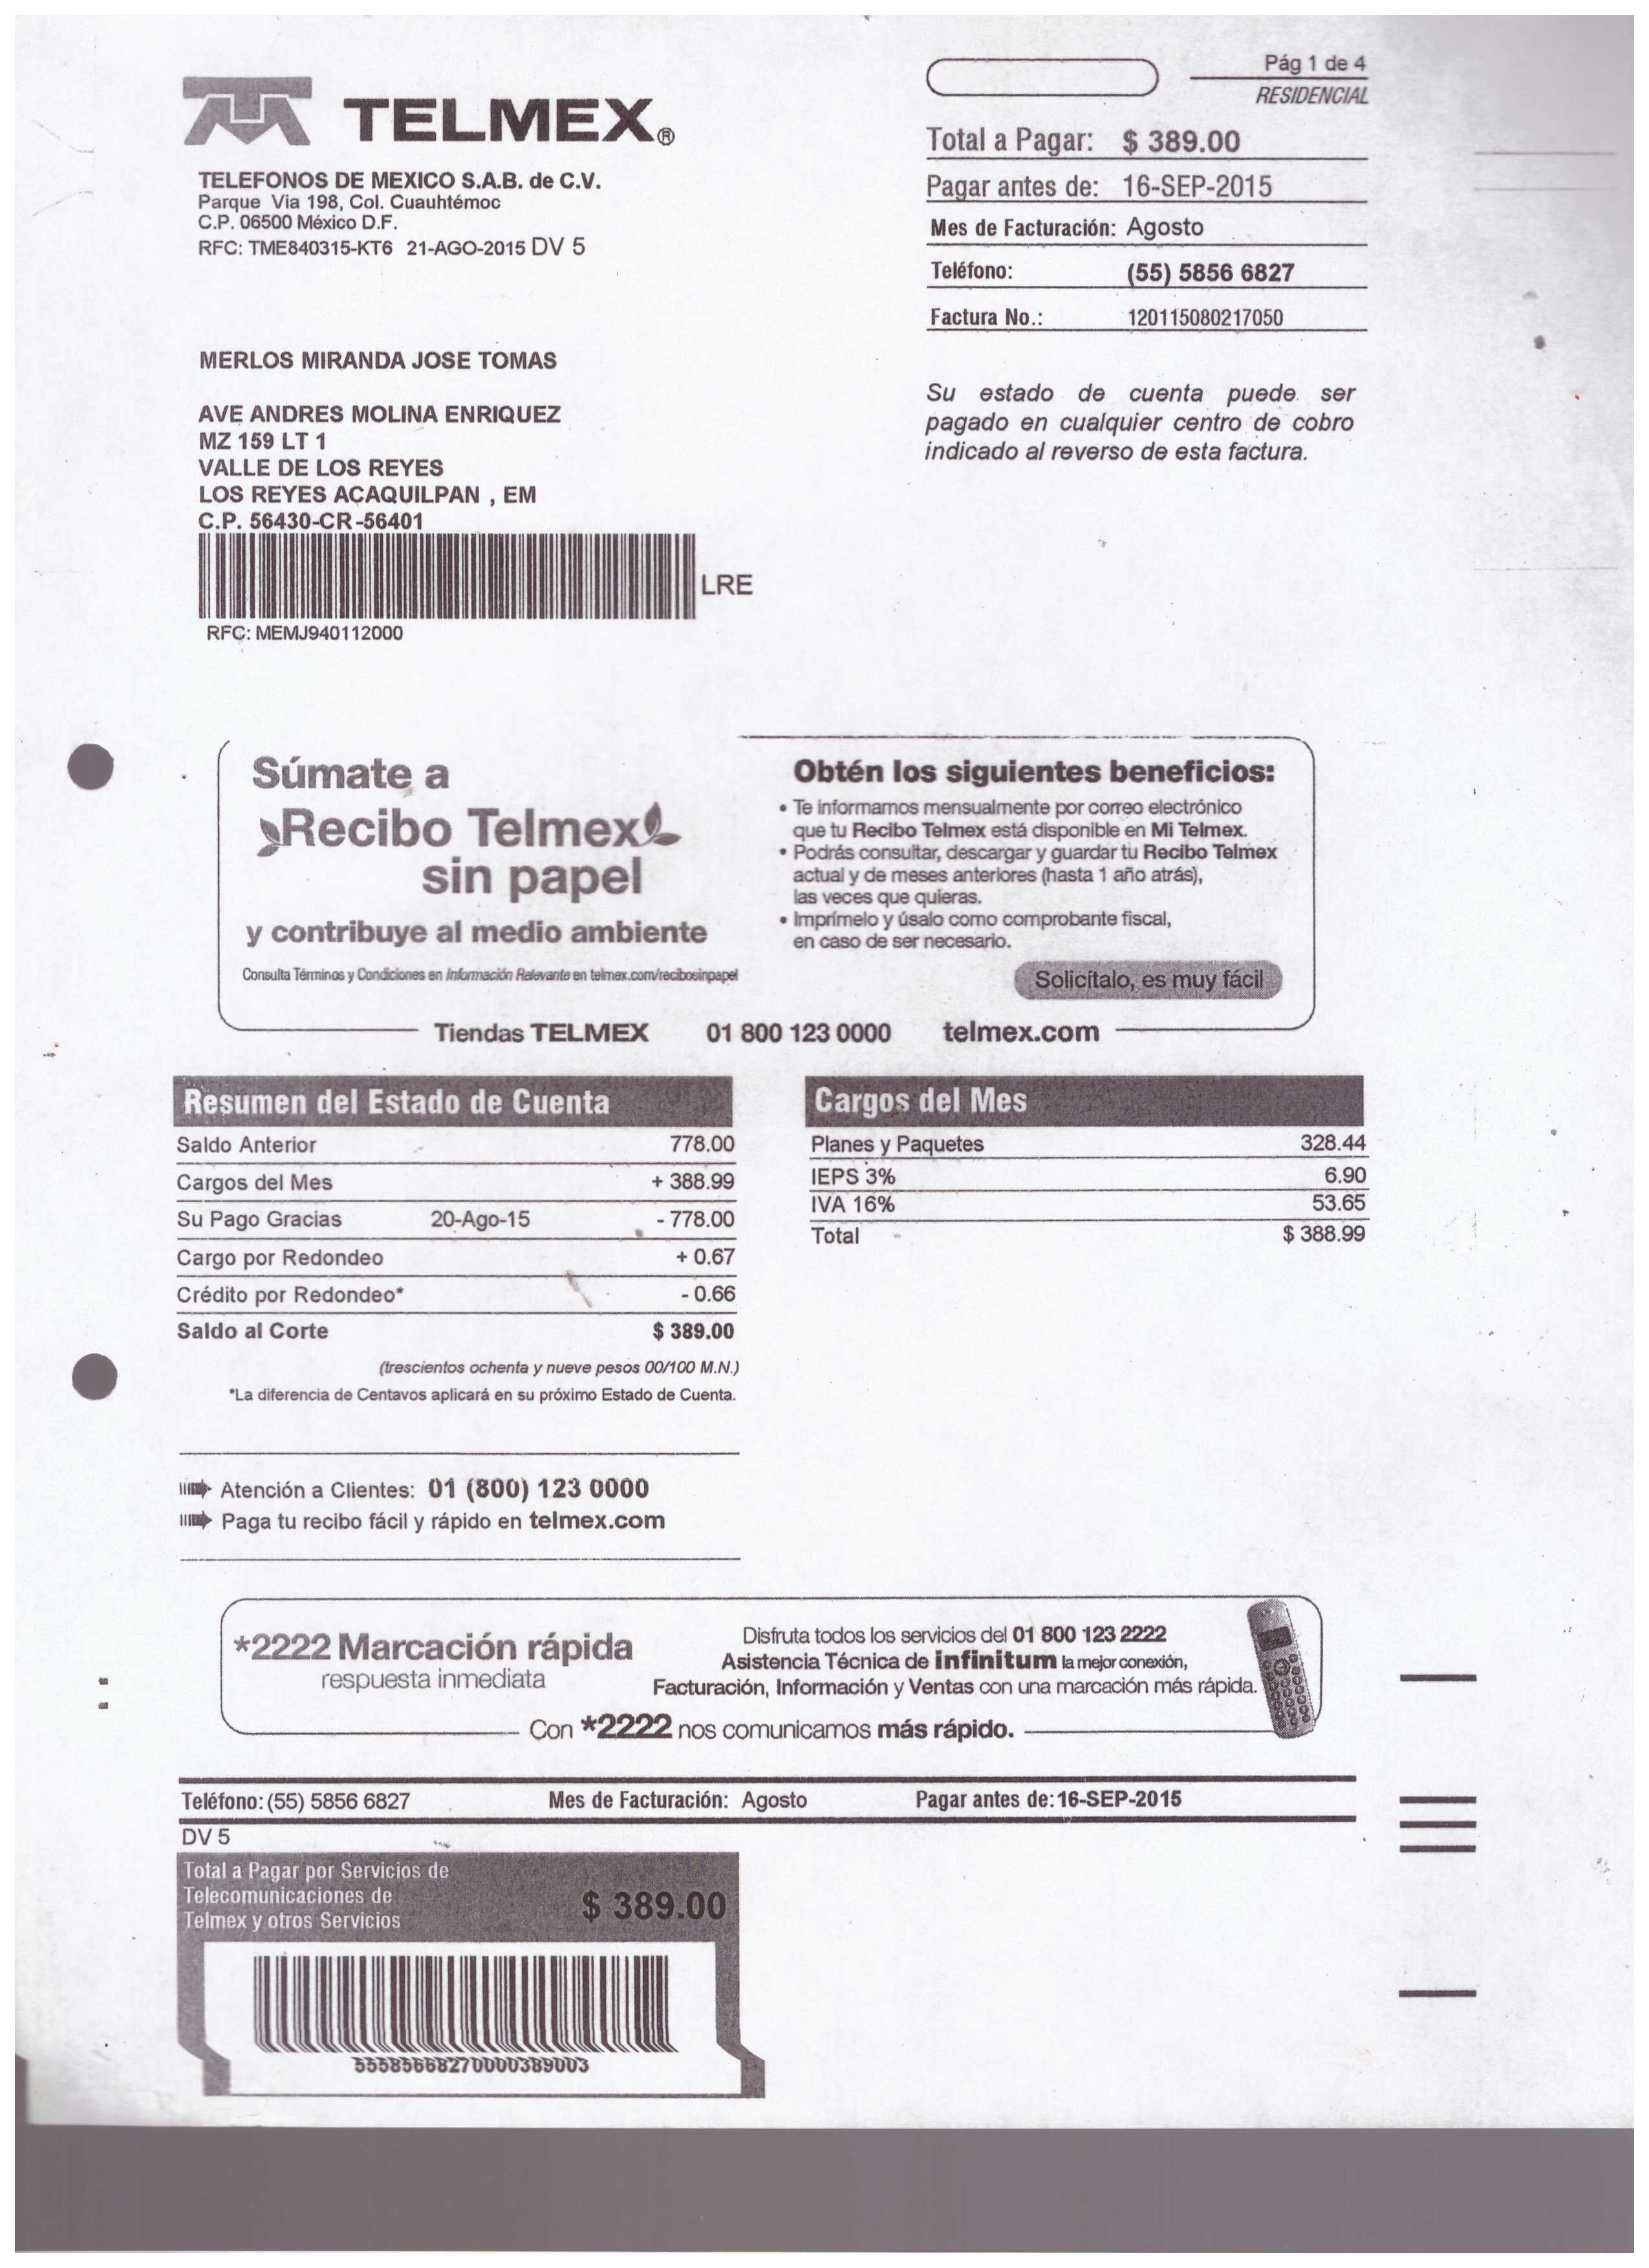 Pág 1 de 4
RESIDENCIAL
TELMEX®
TELEFONOS DE MEXICO S.A.B. de C.V.
Parque Via 198, Col. Cuauhtémoc
C.P. 06500 México D.F.
RFC: TME840315-KT6 21-AGO-2015 DV 5
Total a Pagar: $ 389.00
Pagar antes de: 16-SEP-2015
Mes de Facturación: Agosto
Teléfono: (55) 5856 6827
Factura No.: 120115080217050
MERLOS MIRANDA JOSE TOMAS
AVE ANDRES MOLINA ENRIQUEZ
MZ 159 LT 1
VALLE DE LOS REYES
LOS REYES ACAQUILPAN , EM
C.P. 56430-CR-56401
LRE
RFC: MEMJ940112000
Su estado de cuenta puede ser
pagado en cualquier centro de cobro
indicado al reverso de esta factura.
Súmate a
Recibo Telmex
sin papel
y contribuye al medio ambiente
Consulta Términos y Condiciones en Información Relevante en telmex.com/recibosinpapel
Obtén los siguientes beneficios:
• Te informamos mensualmente por correo electrónico
que tu Recibo Telmex está disponible en Mi Telmex.
• Podrás consultar, descargar y guardar tu Recibo Telmex
actual y de meses anteriores (hasta 1 año atrás),
las veces que quieras.
• Imprímelo y úsalo como comprobante fiscal,
en caso de ser necesario.
Solicítalo, es muy fácil
Tiendas TELMEX 01 800 123 0000 telmex.com
Resumen del Estado de Cuenta
Saldo Anterior 778.00
Cargos del Mes + 388.99
Su Pago Gracias 20-Ago-15 - 778.00
Cargo por Redondeo + 0.67
Crédito por Redondeo* - 0.66
Saldo al Corte $ 389.00
(trescientos ochenta y nueve pesos 00/100 M.N.)
*La diferencia de Centavos aplicará en su próximo Estado de Cuenta.
Cargos del Mes
Planes y Paquetes 328.44
IEPS 3% 6.90
IVA 16% 53.65
Total $ 388.99
Atención a Clientes: 01 (800) 123 0000
Paga tu recibo fácil y rápido en telmex.com
*2222 Marcación rápida
respuesta inmediata
Disfruta todos los servicios del 01 800 123 2222
Asistencia Técnica de infinitum la mejor conexión,
Facturación, Información y Ventas con una marcación más rápida.
Con *2222 nos comunicamos más rápido.
Teléfono: (55) 5856 6827 Mes de Facturación: Agosto Pagar antes de: 16-SEP-2015
DV 5
Total a Pagar por Servicios de
Telecomunicaciones de
Telmex y otros Servicios
$ 389.00
55585668270000389003